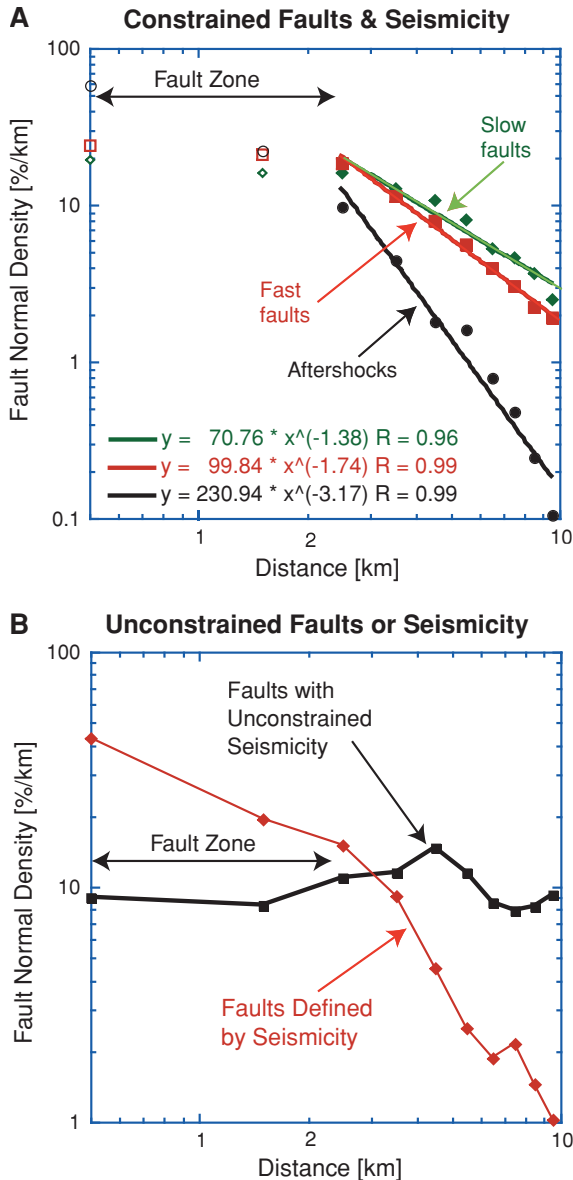 A
Constrained Faults & Seismicity
100
Fault Zone
Slow
faults
10
Fast
faults
1
Aftershocks
y = 70.76 * x^(-1.38) R = 0.96
y = 99.84 * x^(-1.74) R = 0.99
y = 230.94 * x^(-3.17) R = 0.99
0.1
1
2
10
Fault Normal Density [%/km]
Distance [km]
B
Unconstrained Faults or Seismicity
100
Faults with
Unconstrained
Seismicity
Fault Zone
10
Faults Defined
by Seismicity
1
1
2
10
Fault Normal Density [%/km]
Distance [km]